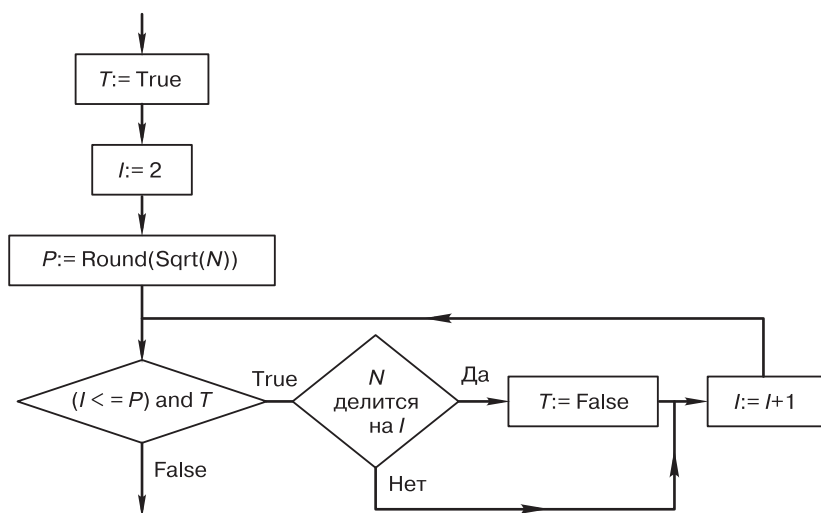 T:= True
I:= 2
P:= Round(Sqrt(N))
(I < = P) and T
True
N
делится
на I
Да
T:= False
I:= I+1
False
Нет